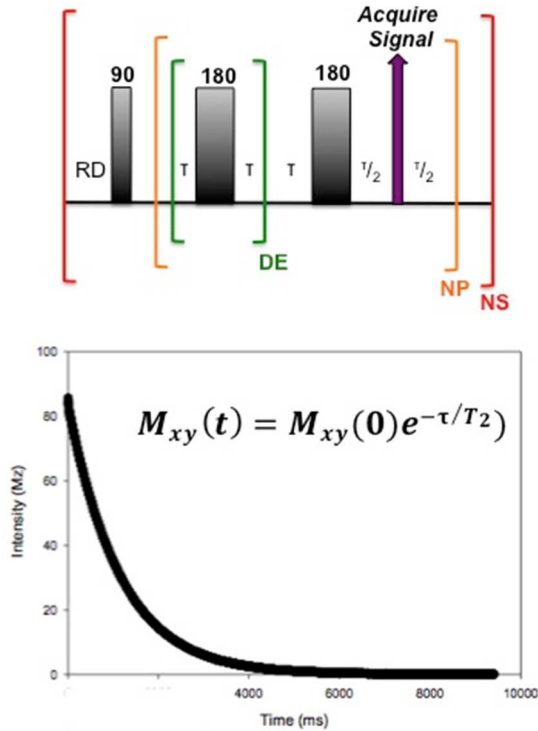 Acquire
Signal
90
180
180
RD
τ
τ
τ
τ/2
τ/2
DE
NP
NS
100
80
60
40
20
0
M_xy(t) = M_xy(0)e^{-τ/T_2})
Intensity (Mz)
4000
6000
8000
10000
Time (ms)